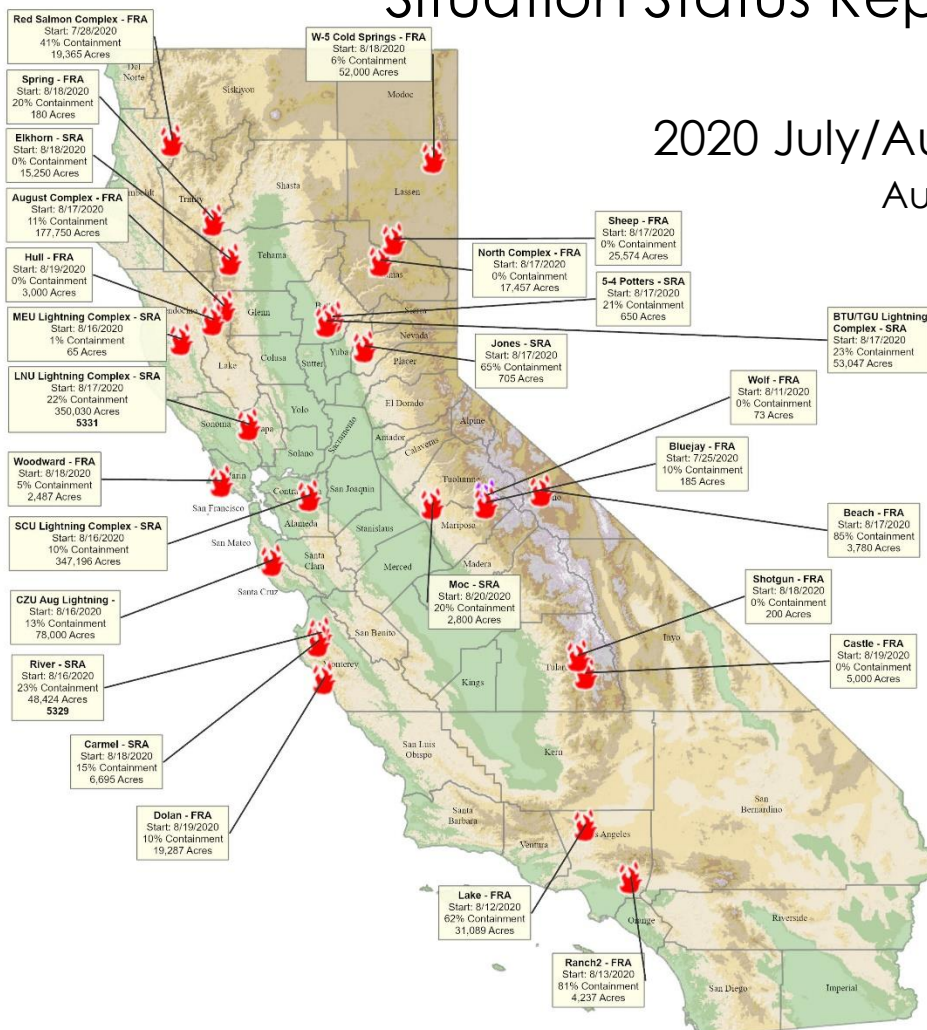 Situation Status Rep
2020 July/Au
Au
Red Salmon Complex - FRA
Start: 7/28/2020
41% Containment
19,365 Acres
W-5 Cold Springs - FRA
Start: 8/18/2020
6% Containment
52,000 Acres
Spring - FRA
Start: 8/18/2020
20% Containment
180 Acres
Elkhorn - SRA
Start: 8/18/2020
0% Containment
15,250 Acres
August Complex - FRA
Start: 8/17/2020
11% Containment
177,750 Acres
Hull - FRA
Start: 8/19/2020
0% Containment
3,000 Acres
MEU Lightning Complex - SRA
Start: 8/16/2020
1% Containment
65 Acres
LNU Lightning Complex - SRA
Start: 8/17/2020
22% Containment
350,030 Acres
5331
Woodward - FRA
Start: 8/18/2020
5% Containment
2,487 Acres
SCU Lightning Complex - SRA
Start: 8/16/2020
10% Containment
347,196 Acres
CZU Aug Lightning -
Start: 8/16/2020
13% Containment
78,000 Acres
River - SRA
Start: 8/16/2020
23% Containment
48,424 Acres
5329
Carmel - SRA
Start: 8/18/2020
15% Containment
6,695 Acres
Dolan - FRA
Start: 8/19/2020
10% Containment
19,287 Acres
Sheep - FRA
Start: 8/17/2020
0% Containment
25,574 Acres
North Complex - FRA
Start: 8/17/2020
0% Containment
17,457 Acres
5-4 Potters - SRA
Start: 8/17/2020
21% Containment
650 Acres
BTU/TGU Lightning
Complex - SRA
Start: 8/17/2020
23% Containment
53,047 Acres
Jones - SRA
Start: 8/17/2020
65% Containment
705 Acres
Wolf - FRA
Start: 8/11/2020
0% Containment
73 Acres
Bluejay - FRA
Start: 7/25/2020
10% Containment
185 Acres
Beach - FRA
Start: 8/17/2020
85% Containment
3,780 Acres
Moc - SRA
Start: 8/20/2020
20% Containment
2,800 Acres
Shotgun - FRA
Start: 8/18/2020
0% Containment
200 Acres
Castle - FRA
Start: 8/19/2020
0% Containment
5,000 Acres
Lake - FRA
Start: 8/12/2020
62% Containment
31,089 Acres
Ranch2 - FRA
Start: 8/13/2020
81% Containment
4,237 Acres
Del
Norte
Siskiyou
Modoc
Shasta
Lassen
Trinity
Tehama
Glenn
Colusa
Lake
Sutter
Yuba
Nevada
Placer
Sierra
El Dorado
Yolo
Sonoma
Solano
Sacramento
Amador
Alpine
Calaveras
San Joaquin
San Francisco
Alameda
Stanislaus
Mariposa
San Mateo
Santa
Clara
Merced
Madera
Santa Cruz
San Benito
Inyo
Kings
San Luis
Obispo
Kern
Santa
Barbara
Ventura
San
Bernardino
Orange
Riverside
San Diego
Imperial